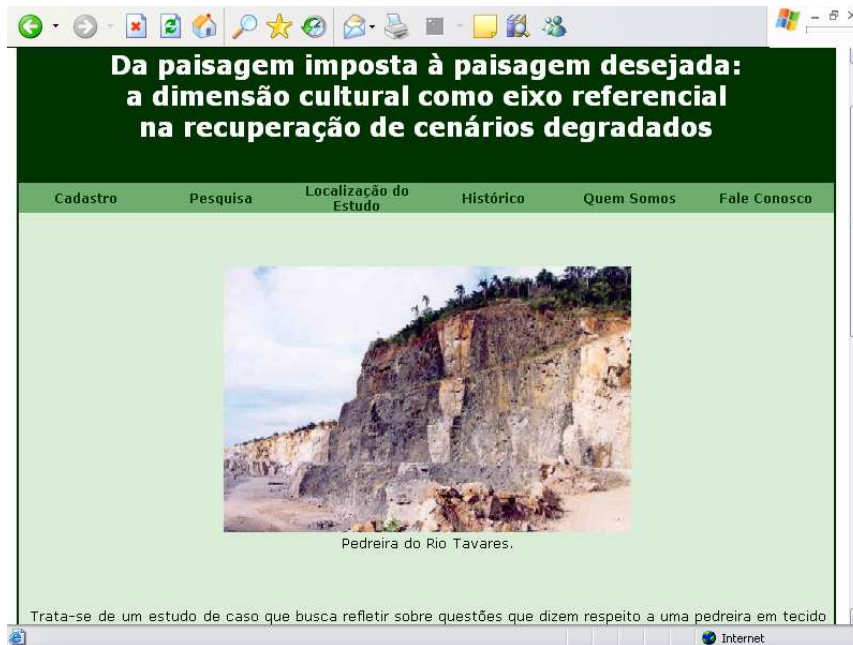 Da paisagem imposta à paisagem desejada:
a dimensão cultural como eixo referencial
na recuperação de cenários degradados
Cadastro
Pesquisa
Localização do
Estudo
Histórico
Quem Somos
Fale Conosco
Pedreira do Rio Tavares.
Trata-se de um estudo de caso que busca refletir sobre questões que dizem respeito a uma pedreira em tecido
Internet